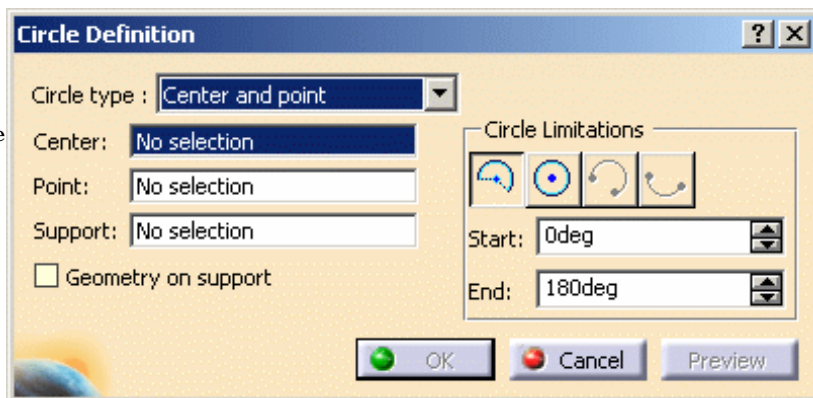 Circle Definition
Circle type : Center and point
e
Center: No selection
Point: No selection
Support: No selection
Geometry on support
Circle Limitations
Start: 0deg
End: 180deg
OK Cancel Preview